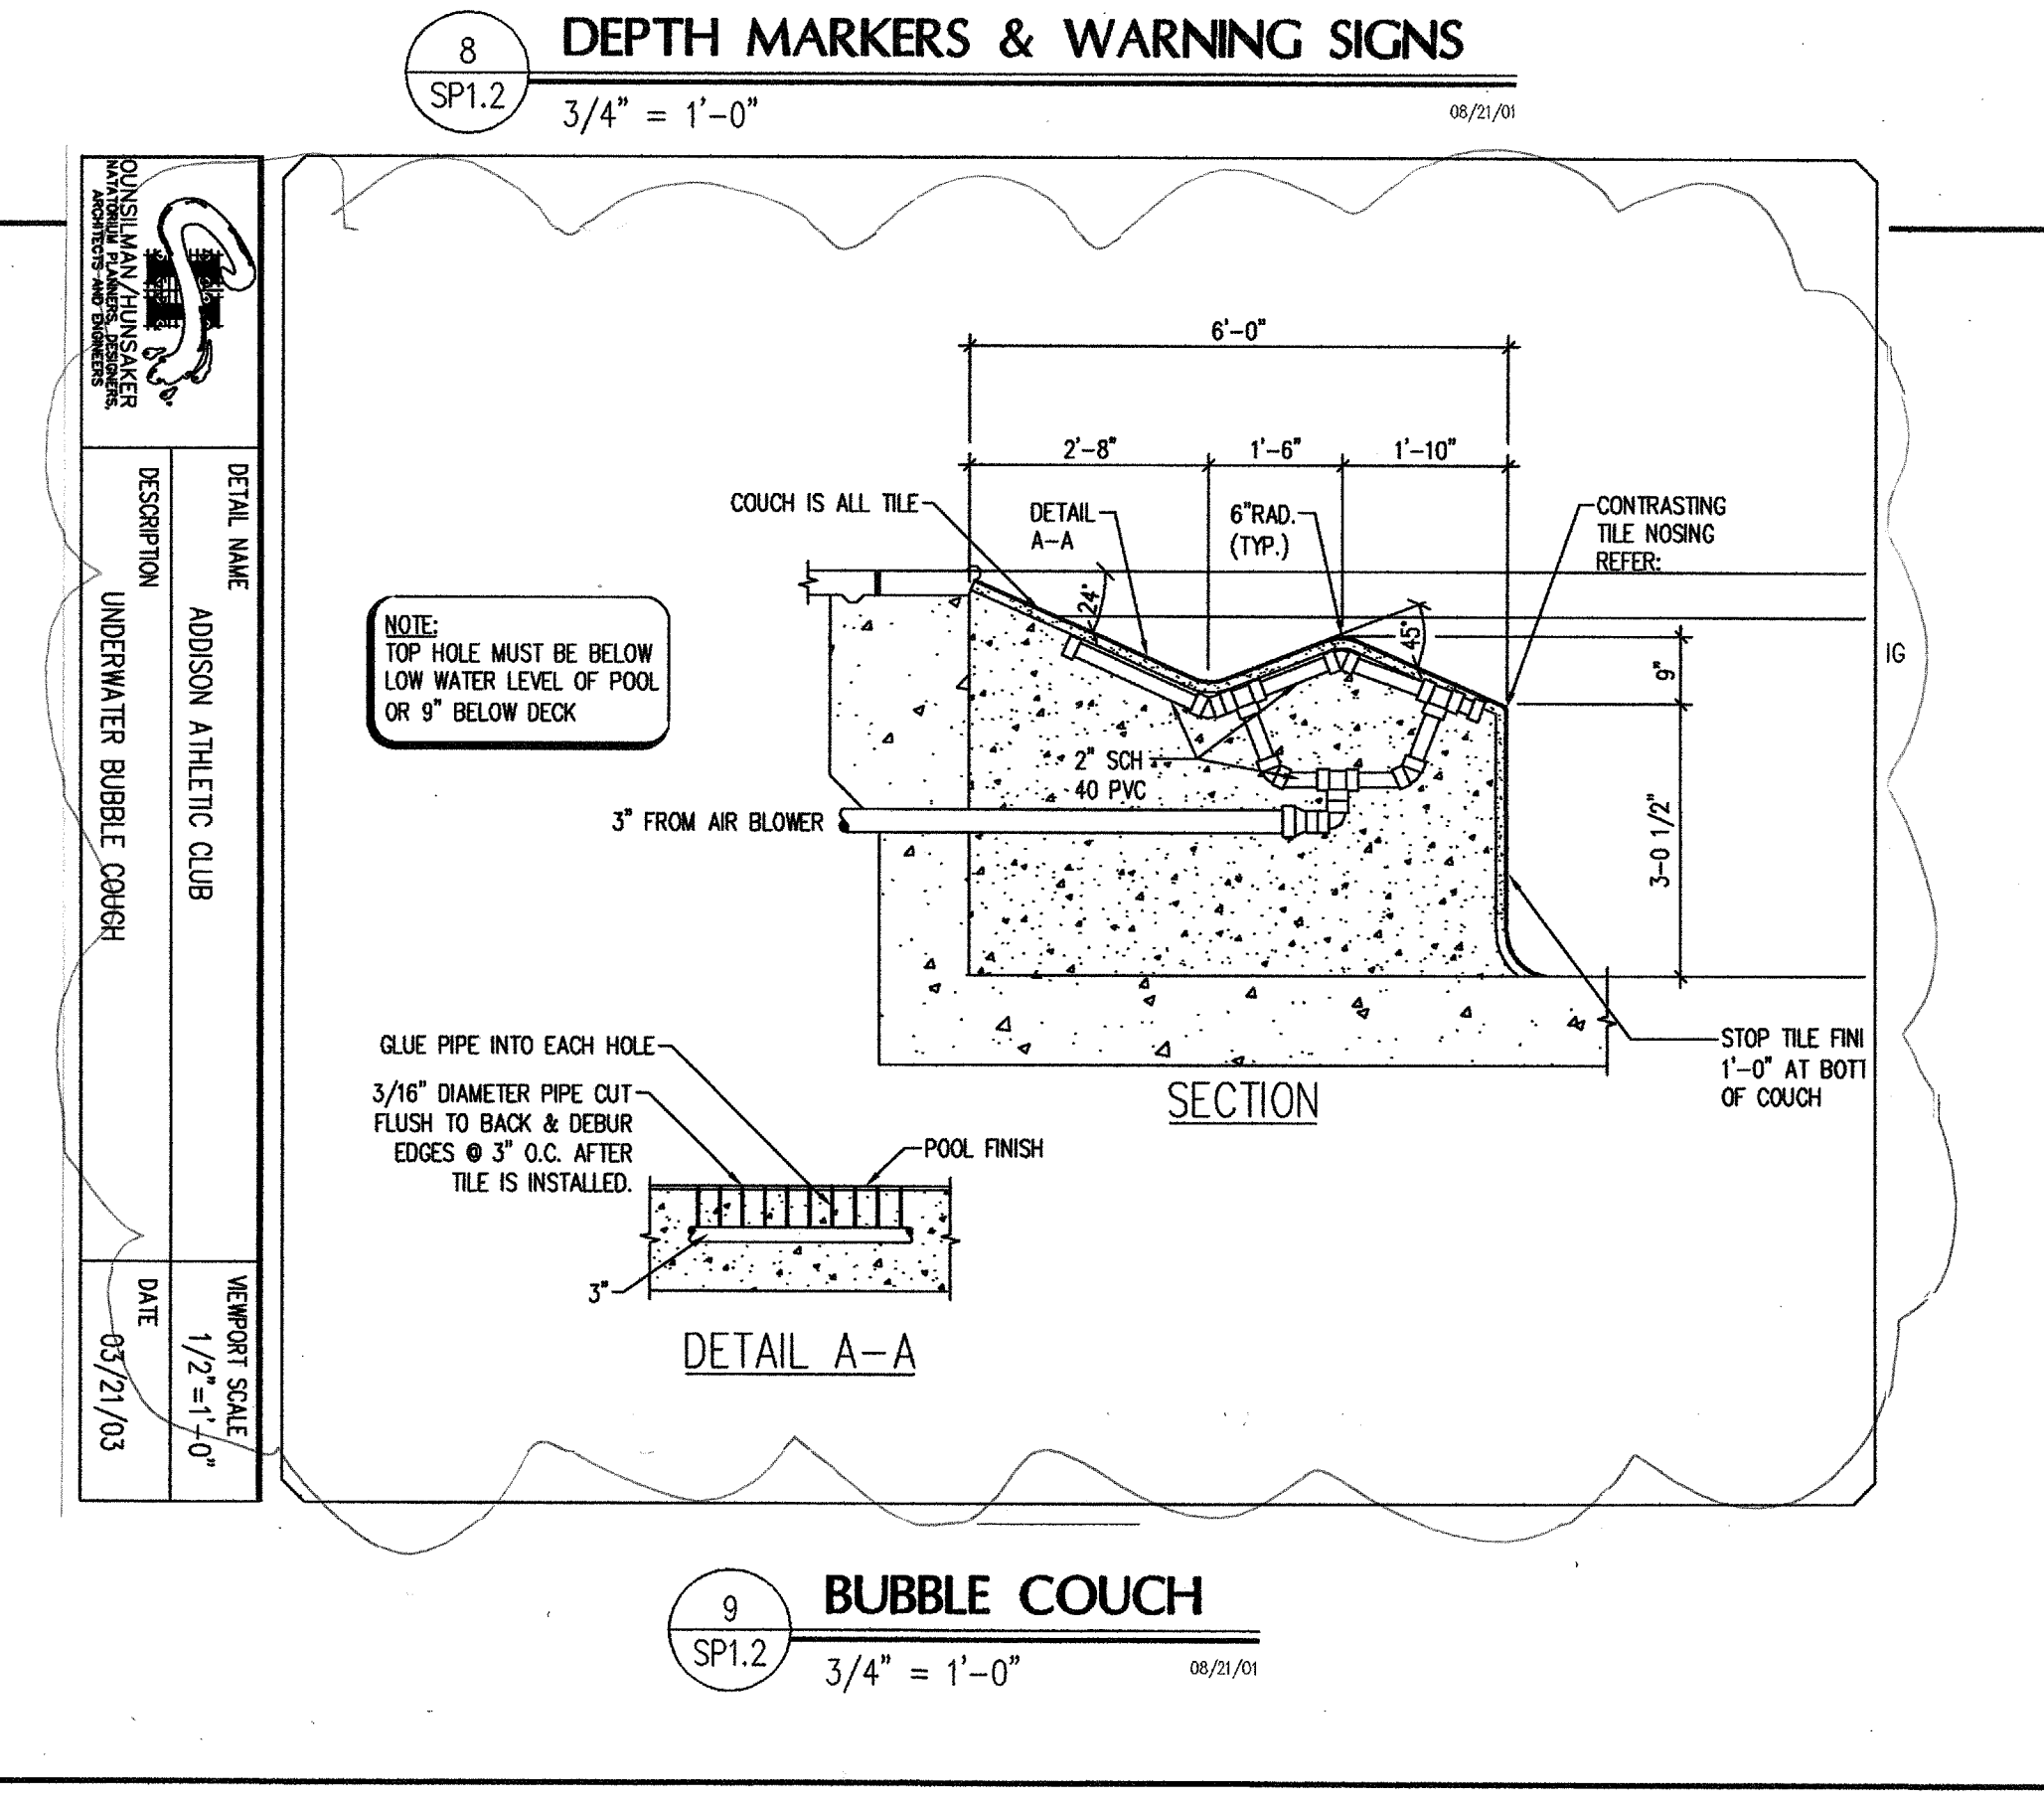 8
SP1.2
DEPTH MARKERS & WARNING SIGNS
3/4" = 1'-0"
08/21/01
OUNSILMAN/HUNSAKER
NATATORIUM PLANNERS, DESIGNERS,
ARCHITECTS AND ENGINEERS
DETAIL NAME
ADDISON ATHLETIC CLUB
DESCRIPTION
UNDERWATER BUBBLE COUCH
VIEWPORT SCALE
1/2"=1'-0"
DATE
03/21/03
6'-0"
2'-8"
1'-6"
1'-10"
COUCH IS ALL TILE
DETAIL
A-A
6"RAD.
(TYP.)
CONTRASTING
TILE NOSING
REFER:
24°
45°
NOTE:
TOP HOLE MUST BE BELOW
LOW WATER LEVEL OF POOL
OR 9" BELOW DECK
IG
9"
2" SCH
40 PVC
3" FROM AIR BLOWER
3-0 1/2"
STOP TILE FINI
1'-0" AT BOTT
OF COUCH
SECTION
GLUE PIPE INTO EACH HOLE
3/16" DIAMETER PIPE CUT
FLUSH TO BACK & DEBUR
EDGES @ 3" O.C. AFTER
TILE IS INSTALLED.
POOL FINISH
3"
DETAIL A-A
9
SP1.2
BUBBLE COUCH
3/4" = 1'-0"
08/21/01